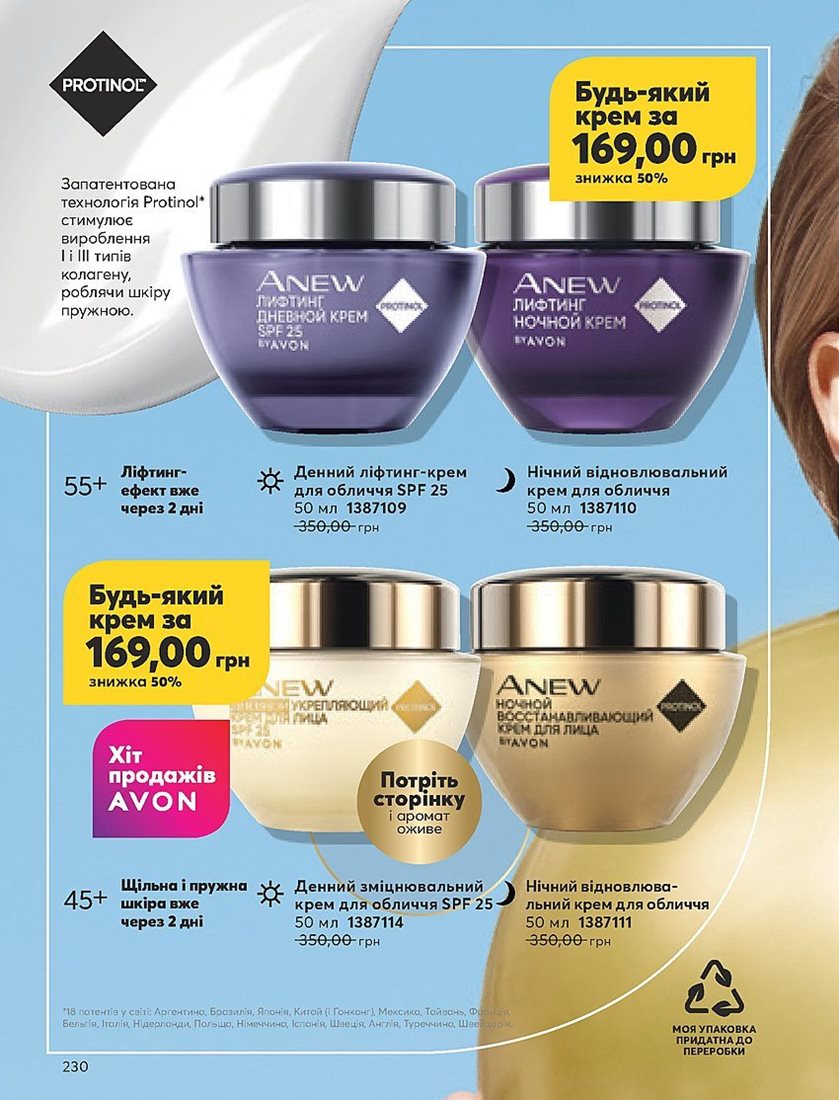 PROTINOL™
Будь-який
крем за
169,00 грн
знижка 50%
Запатентована
технологія Protinol*
стимулює
вироблення
I і III типів
колагену,
роблячи шкіру
пружною.
ANEW
ЛИФТИНГ
ДНЕВНОЙ КРЕМ
SPF 25
BY AVON
PROTINOL
ANEW
ЛИФТИНГ
НОЧНОЙ КРЕМ
BY AVON
PROTINOL
55+
Ліфтинг-
ефект вже
через 2 дні
Денний ліфтинг-крем
для обличчя SPF 25
50 мл 1387109
350,00 грн
Нічний відновлювальний
крем для обличчя
50 мл 1387110
350,00 грн
Будь-який
крем за
169,00 грн
знижка 50%
ANEW
УКРЕПЛЯЮЩИЙ
КРЕМ ДЛЯ ЛИЦА
SPF 25
BY AVON
PROTINOL
ANEW
НОЧНОЙ
ВОССТАНАВЛИВАЮЩИЙ
КРЕМ ДЛЯ ЛИЦА
BY AVON
PROTINOL
Хіт
продажів
AVON
Потріть
сторінку
і аромат
оживе
45+
Щільна і пружна
шкіра вже
через 2 дні
Денний зміцнювальний
крем для обличчя SPF 25
50 мл 1387114
350,00 грн
Нічний відновлюва-
льний крем для обличчя
50 мл 1387111
350,00 грн
*18 патентів у світі: Аргентина, Бразилія, Японія, Китай (і Гонконг), Мексика, Тайвань, Франція,
Бельгія, Італія, Нідерланди, Польща, Німеччино, Іспанія, Швеція, Англія, Туреччино, Швейцарія.
МОЯ УПАКОВКА
ПРИДАТНА ДО
ПЕРЕРОБКИ
230